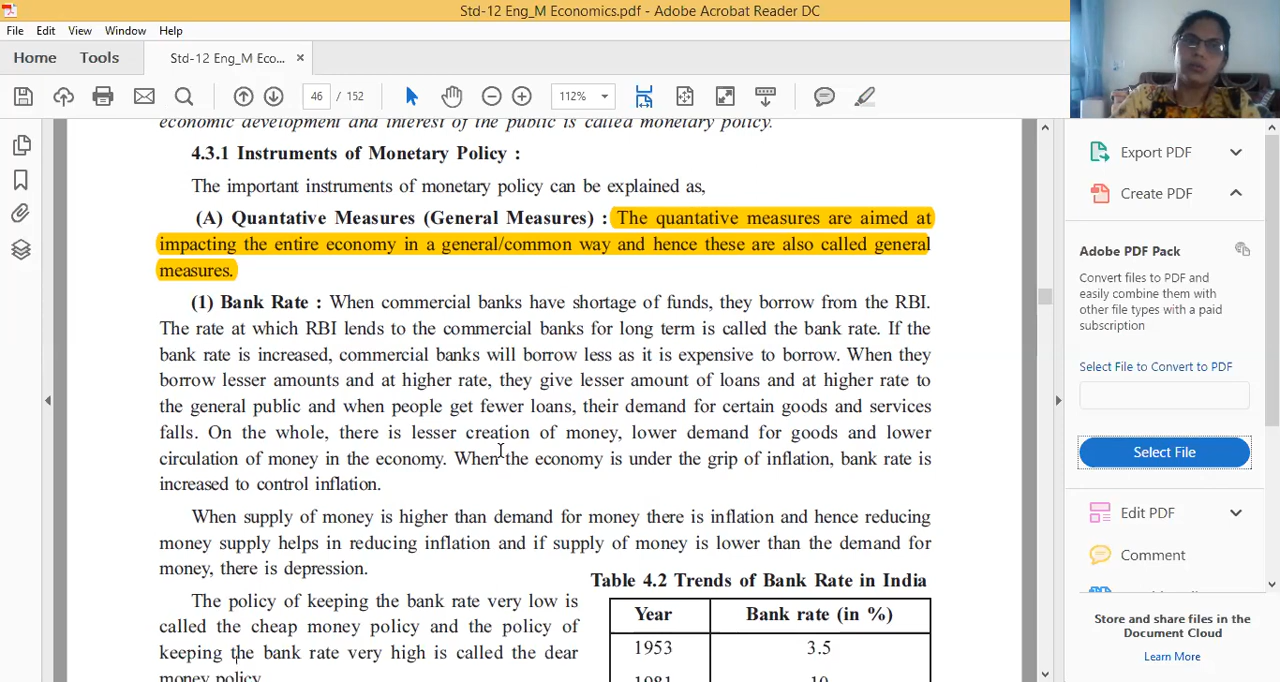 Std-12 Eng_M Economics.pdf - Adobe Acrobat Reader DC
File Edit View Window Help
Home Tools Std-12 Eng_M Eco... ×
46 / 152 112%
economic development and interest of the public is called monetary policy.
4.3.1 Instruments of Monetary Policy :
The important instruments of monetary policy can be explained as,
(A) Quantative Measures (General Measures) : The quantative measures are aimed at
impacting the entire economy in a general/common way and hence these are also called general
measures.
(1) Bank Rate : When commercial banks have shortage of funds, they borrow from the RBI.
The rate at which RBI lends to the commercial banks for long term is called the bank rate. If the
bank rate is increased, commercial banks will borrow less as it is expensive to borrow. When they
borrow lesser amounts and at higher rate, they give lesser amount of loans and at higher rate to
the general public and when people get fewer loans, their demand for certain goods and services
falls. On the whole, there is lesser creation of money, lower demand for goods and lower
circulation of money in the economy. When the economy is under the grip of inflation, bank rate is
increased to control inflation.
When supply of money is higher than demand for money there is inflation and hence reducing
money supply helps in reducing inflation and if supply of money is lower than the demand for
money, there is depression.
The policy of keeping the bank rate very low is
called the cheap money policy and the policy of
keeping the bank rate very high is called the dear
money policy.
Table 4.2 Trends of Bank Rate in India
Year Bank rate (in %)
1953 3.5
1981 10
Export PDF
Create PDF
Adobe PDF Pack
Convert files to PDF and
easily combine them with
other file types with a paid
subscription
Select File to Convert to PDF
Select File
Edit PDF
Comment
Store and share files in the
Document Cloud
Learn More